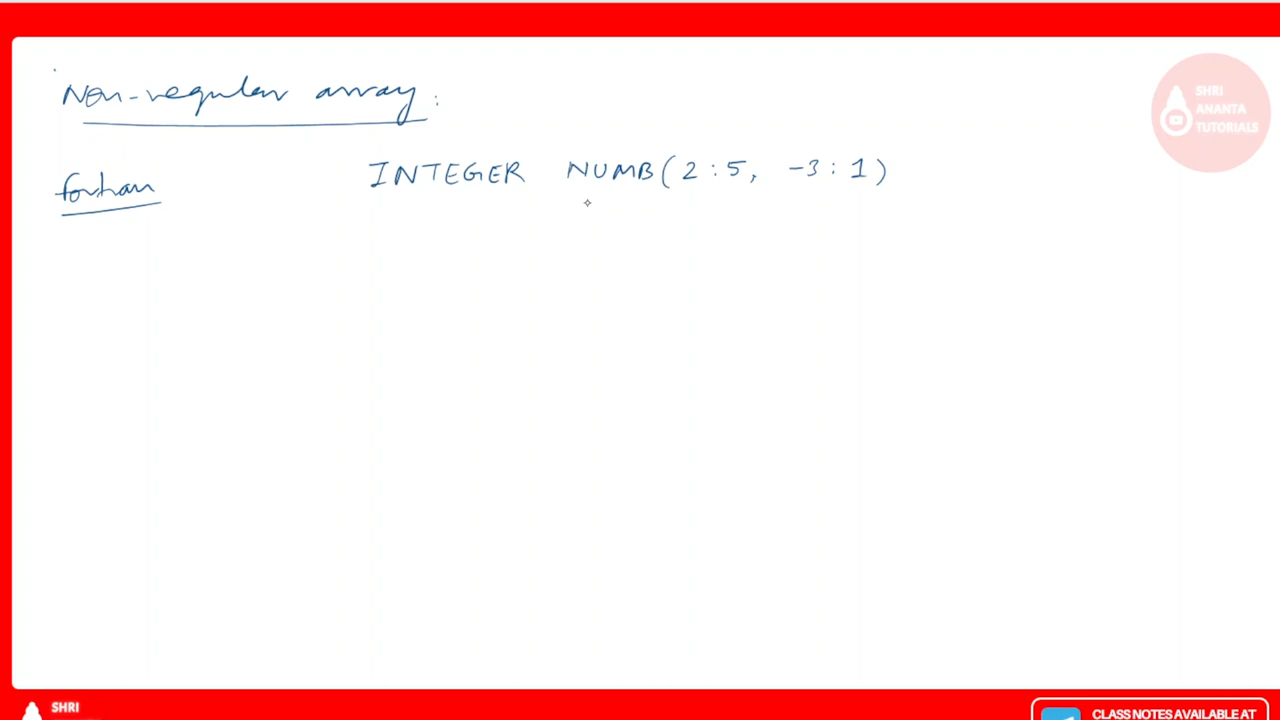 Non-regular array :
SHRI
ANANTA
TUTORIALS
fortran INTEGER NUMB(2:5, -3:1)
SHRI
CLASS NOTES AVAILABLE AT